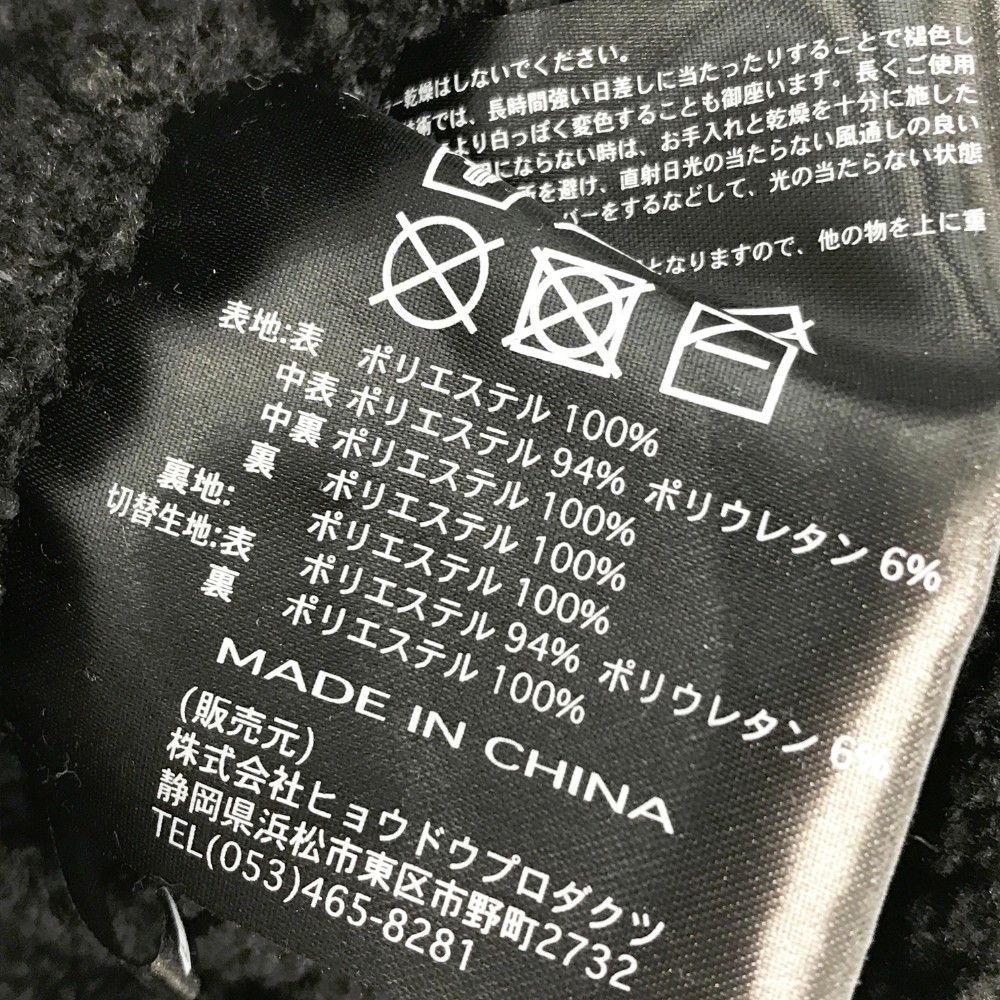 乾燥はしないでください。
では、長時間強い日差しに当たったりすることで褪色し
より白っぽく変色することも御座います。長くご使用
にならない時は、お手入れと乾燥を十分に施した
を避け、直射日光の当たらない風通しの良い
バーをするなどして、光の当たらない状態
となりますので、他の物を上に重
表地:表 ポリエステル 100%
中表 ポリエステル 94% ポリウレタン 6%
中裏 ポリエステル 100%
裏 ポリエステル 100%
裏地: ポリエステル 100%
切替生地:表 ポリエステル 94% ポリウレタン 6%
裏 ポリエステル 100%
MADE IN CHINA
(販売元)
株式会社ヒョウドウプロダクツ
静岡県浜松市東区市野町2732
TEL(053)465-8281